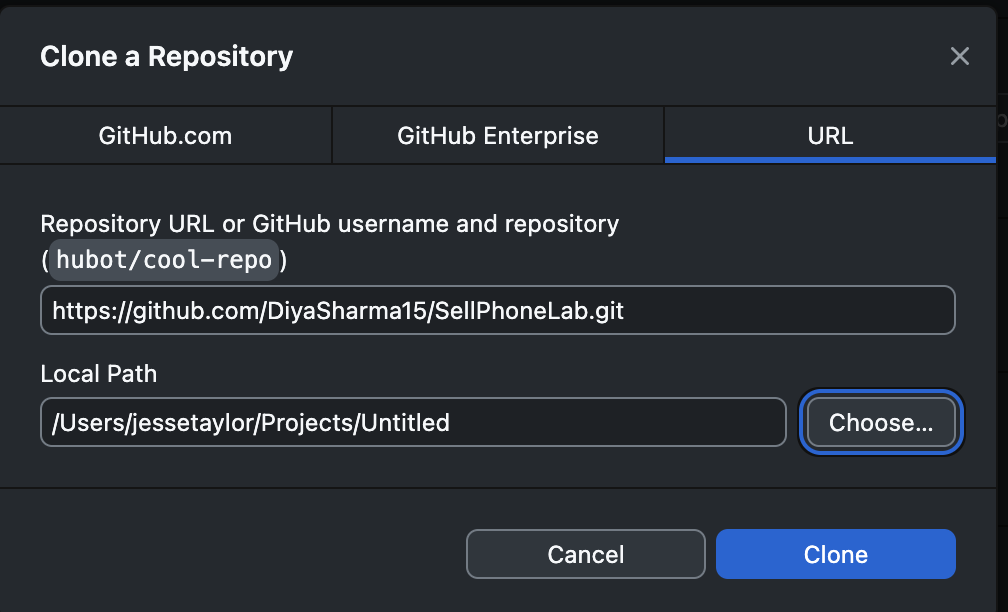 Clone a Repository
GitHub.com
GitHub Enterprise
URL
Repository URL or GitHub username and repository
(hubot/cool-repo)
https://github.com/DiyaSharma15/SellPhoneLab.git
Local Path
/Users/jessetaylor/Projects/Untitled
Choose...
Cancel
Clone